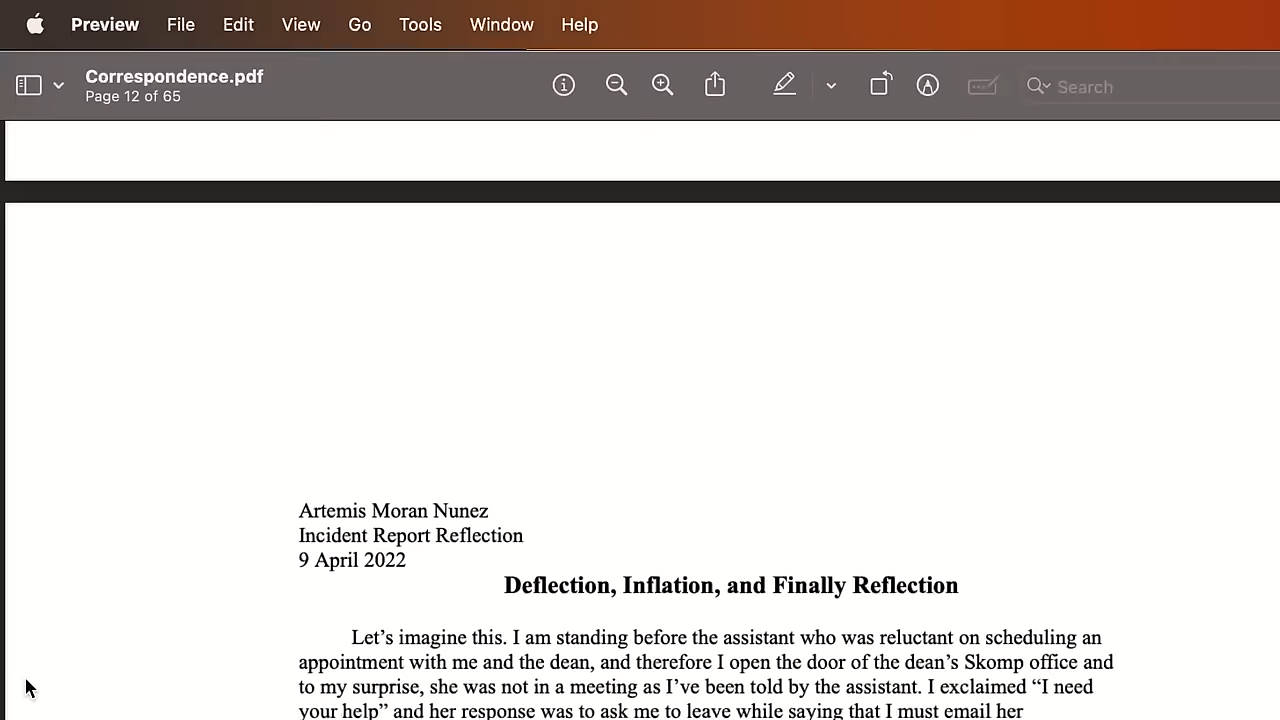 Preview File Edit View Go Tools Window Help
Correspondence.pdf
Page 12 of 65
Search
Artemis Moran Nunez
Incident Report Reflection
9 April 2022
Deflection, Inflation, and Finally Reflection
Let’s imagine this. I am standing before the assistant who was reluctant on scheduling an
appointment with me and the dean, and therefore I open the door of the dean’s Skomp office and
to my surprise, she was not in a meeting as I’ve been told by the assistant. I exclaimed “I need
your help” and her response was to ask me to leave while saying that I must email her